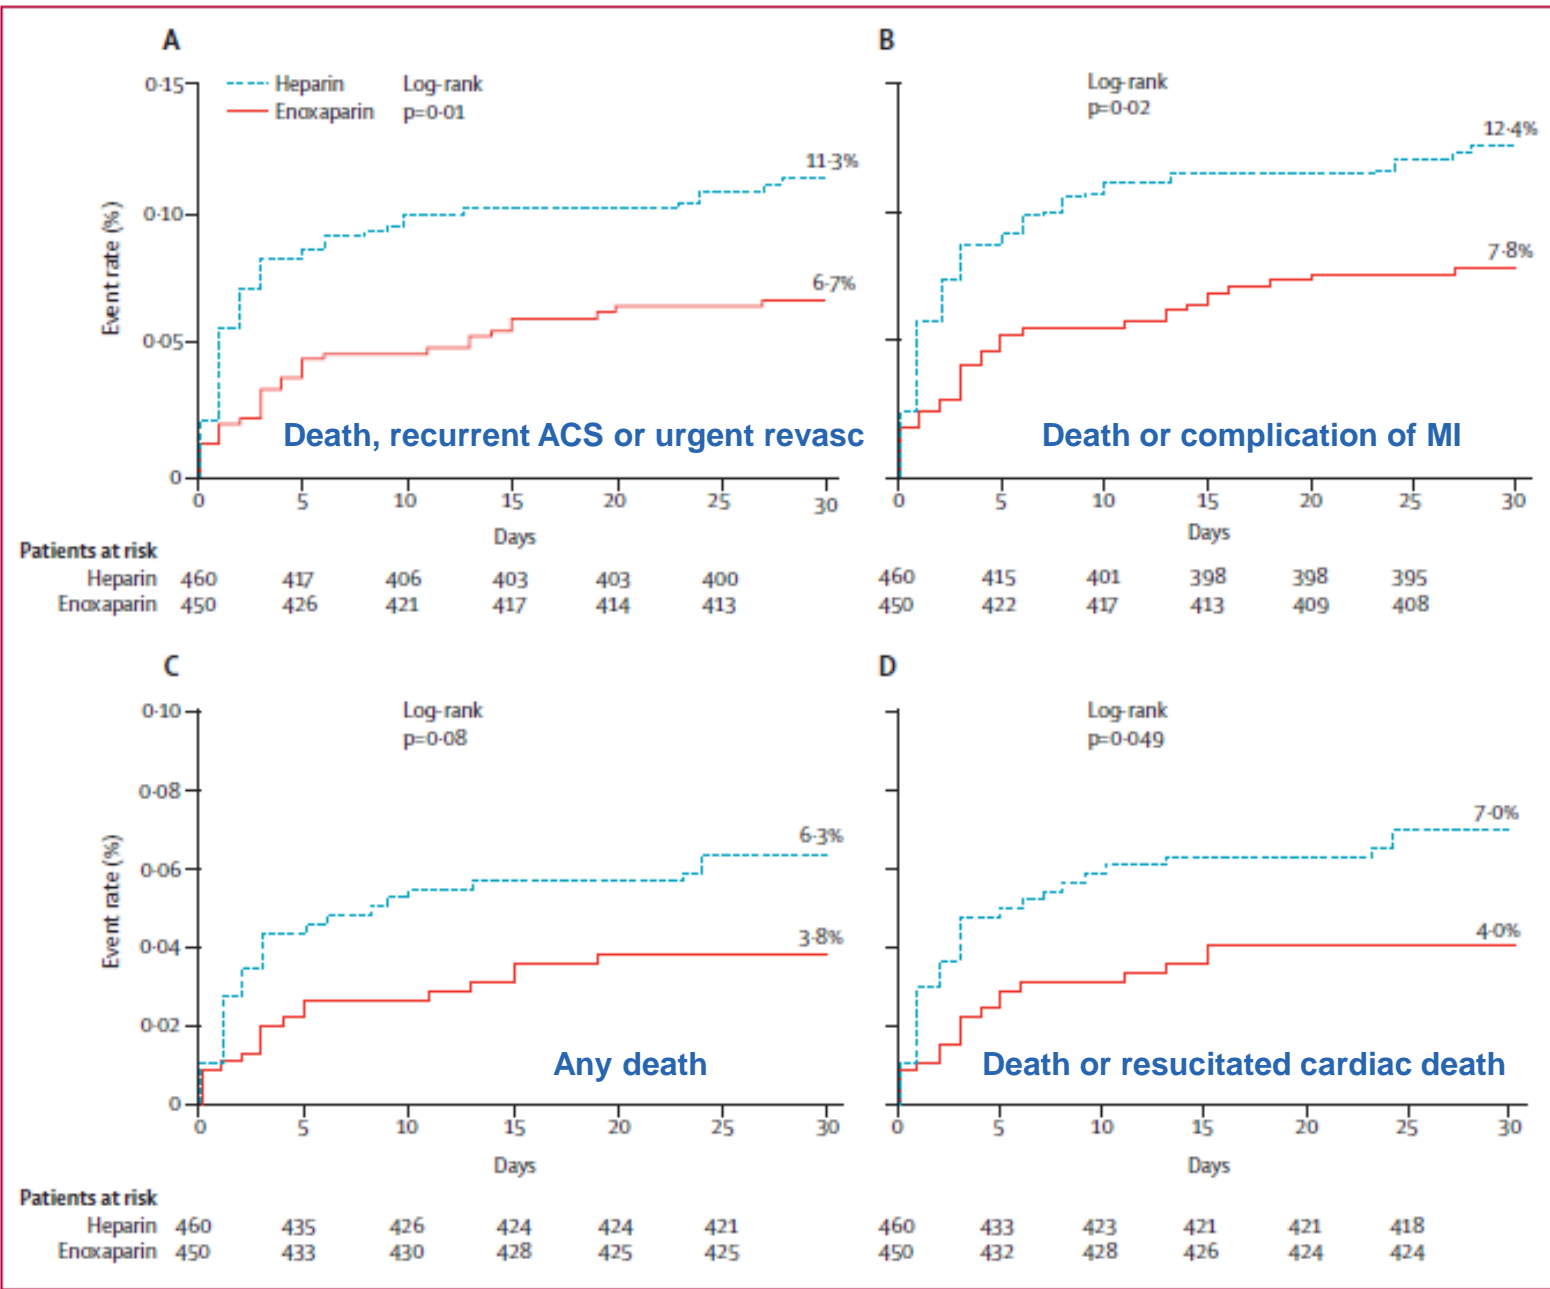 A
0·15
Heparin
Enoxaparin
Log-rank
p=0·01
11·3%
0·10
Event rate (%)
6·7%
0·05
Death, recurrent ACS or urgent revasc
0
0 5 10 15 20 25 30
Days
Patients at risk
Heparin 460 417 406 403 403 400
Enoxaparin 450 426 421 417 414 413
B
Log-rank
p=0·02
12·4%
7·8%
Death or complication of MI
0 5 10 15 20 25 30
Days
460 415 401 398 398 395
450 422 417 413 409 408
C
0·10
Log-rank
p=0·08
0·08
6·3%
0·06
Event rate (%)
0·04
3·8%
0·02
Any death
0
0 5 10 15 20 25 30
Days
Patients at risk
Heparin 460 435 426 424 424 421
Enoxaparin 450 433 430 428 425 425
D
Log-rank
p=0·049
7·0%
4·0%
Death or resucitated cardiac death
0 5 10 15 20 25 30
Days
460 433 423 421 421 418
450 432 428 426 424 424